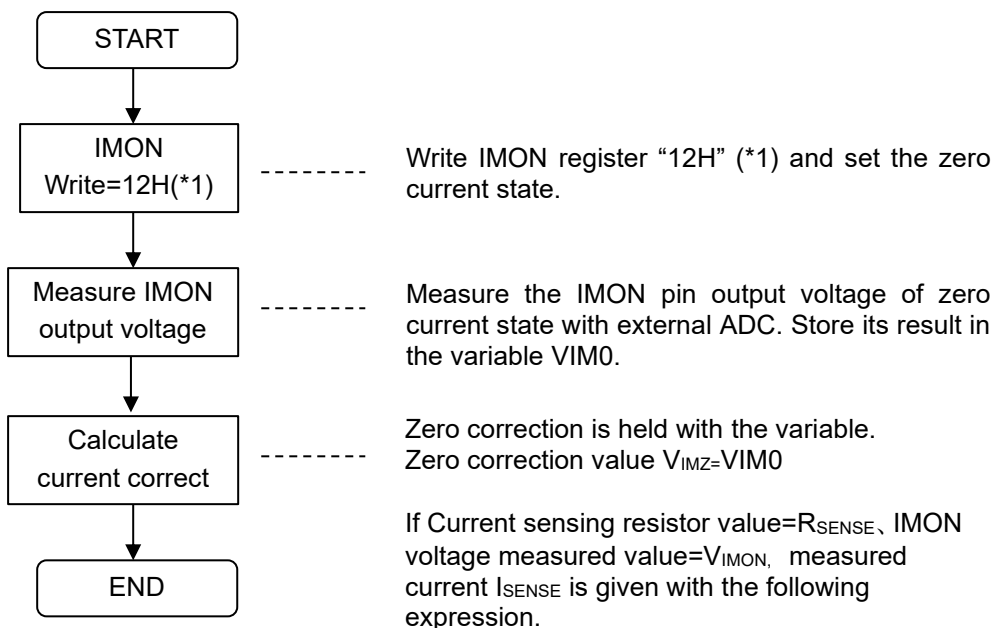 START
IMON
Write=12H(*1)
Write IMON register “12H” (*1) and set the zero
current state.
Measure IMON
output voltage
Measure the IMON pin output voltage of zero
current state with external ADC. Store its result in
the variable VIM0.
Calculate
current correct
Zero correction is held with the variable.
Zero correction value VIMZ=VIM0
If Current sensing resistor value=RSENSE、IMON
voltage measured value=VIMON, measured
current ISENSE is given with the following
expression.
END